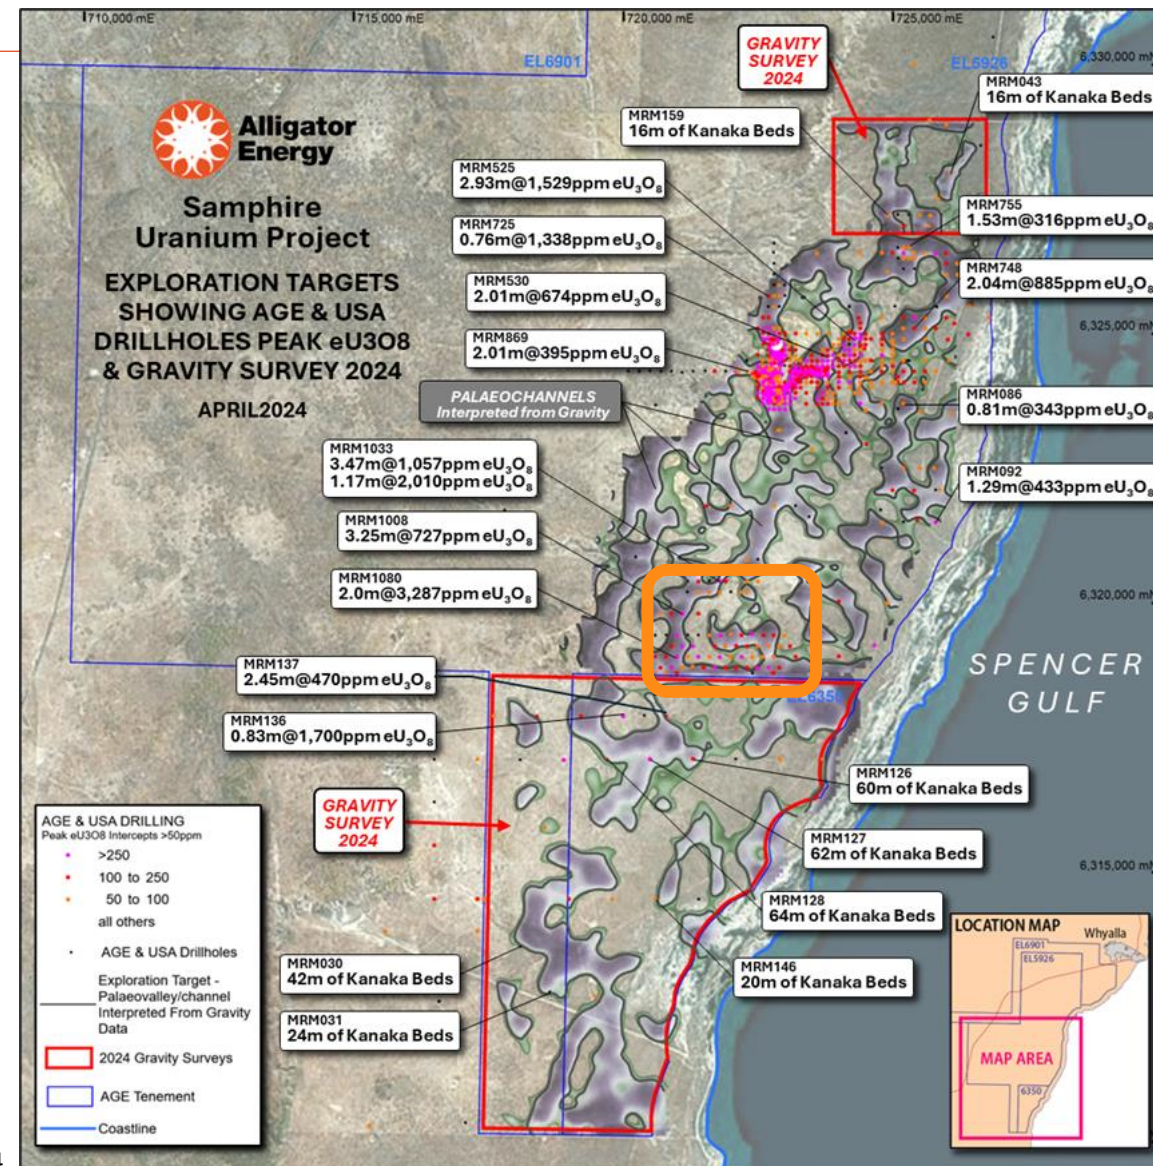 710,000 mE
715,000 mE
720,000 mE
725,000 mE
6,330,000 mN
6,325,000 mN
6,320,000 mN
6,315,000 mN
EL6901
EL5926
Alligator
Energy
Samphire
Uranium Project
EXPLORATION TARGETS
SHOWING AGE & USA
DRILLHOLES PEAK eU3O8
& GRAVITY SURVEY 2024
APRIL2024
GRAVITY
SURVEY
2024
MRM043
16m of Kanaka Beds
MRM159
16m of Kanaka Beds
MRM525
2.93m@1,529ppm eU₃O₈
MRM725
0.76m@1,338ppm eU₃O₈
MRM530
2.01m@674ppm eU₃O₈
MRM869
2.01m@395ppm eU₃O₈
MRM755
1.53m@316ppm eU₃O₈
MRM748
2.04m@885ppm eU₃O₈
MRM086
0.81m@343ppm eU₃O₈
MRM092
1.29m@433ppm eU₃O₈
PALAEOCHANNELS
Interpreted from Gravity
MRM1033
3.47m@1,057ppm eU₃O₈
1.17m@2,010ppm eU₃O₈
MRM1008
3.25m@727ppm eU₃O₈
MRM1080
2.0m@3,287ppm eU₃O₈
MRM137
2.45m@470ppm eU₃O₈
MRM136
0.83m@1,700ppm eU₃O₈
SPENCER
GULF
MRM126
60m of Kanaka Beds
MRM127
62m of Kanaka Beds
MRM128
64m of Kanaka Beds
MRM146
20m of Kanaka Beds
GRAVITY
SURVEY
2024
MRM030
42m of Kanaka Beds
MRM031
24m of Kanaka Beds
AGE & USA DRILLING
Peak eU3O8 Intercepts >50ppm
>250
100 to 250
50 to 100
all others
AGE & USA Drillholes
Exploration Target -
Palaeovalley/channel
Interpreted From Gravity
Data
2024 Gravity Surveys
AGE Tenement
Coastline
LOCATION MAP
Whyalla
EL6901
EL5926
MAP AREA
6350